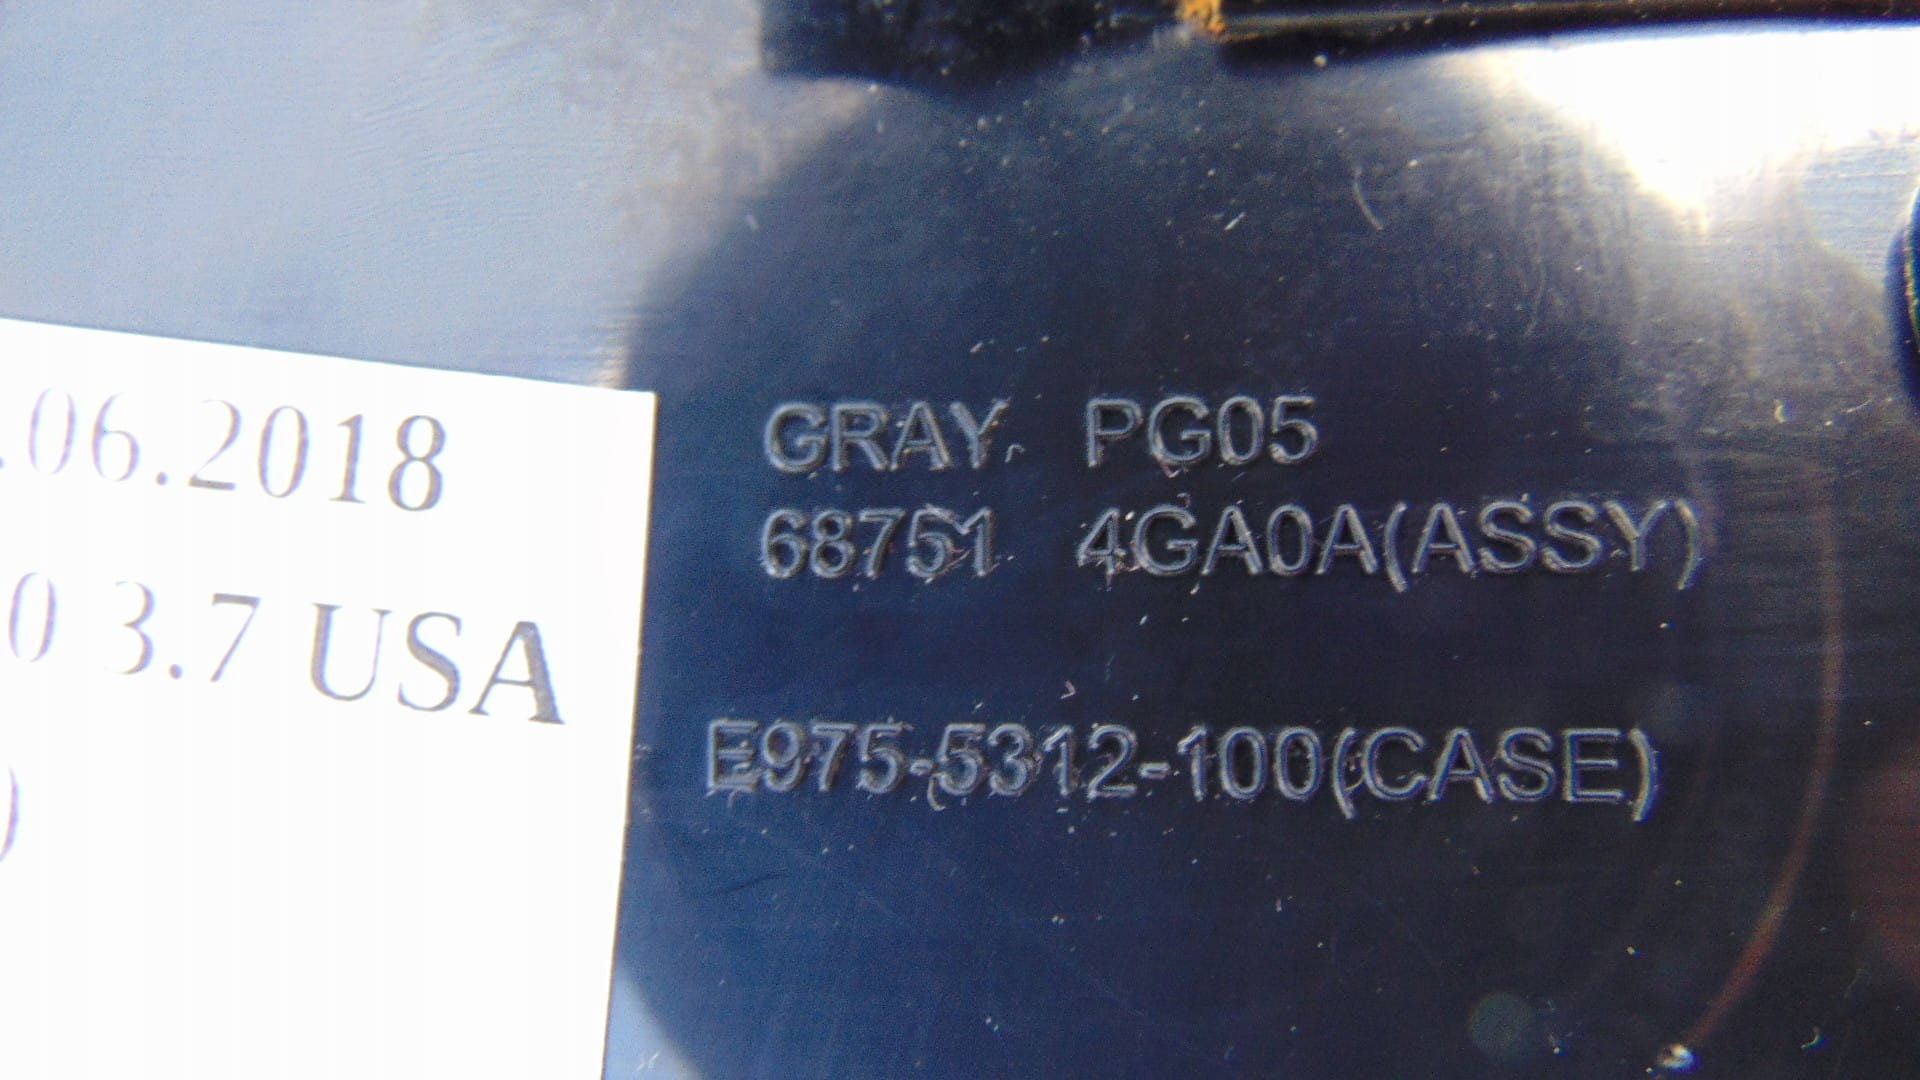 .06.2018
0 3.7 USA
)
GRAY PG05
68751 4GA0A(ASSY)
E975-5312-100(CASE)